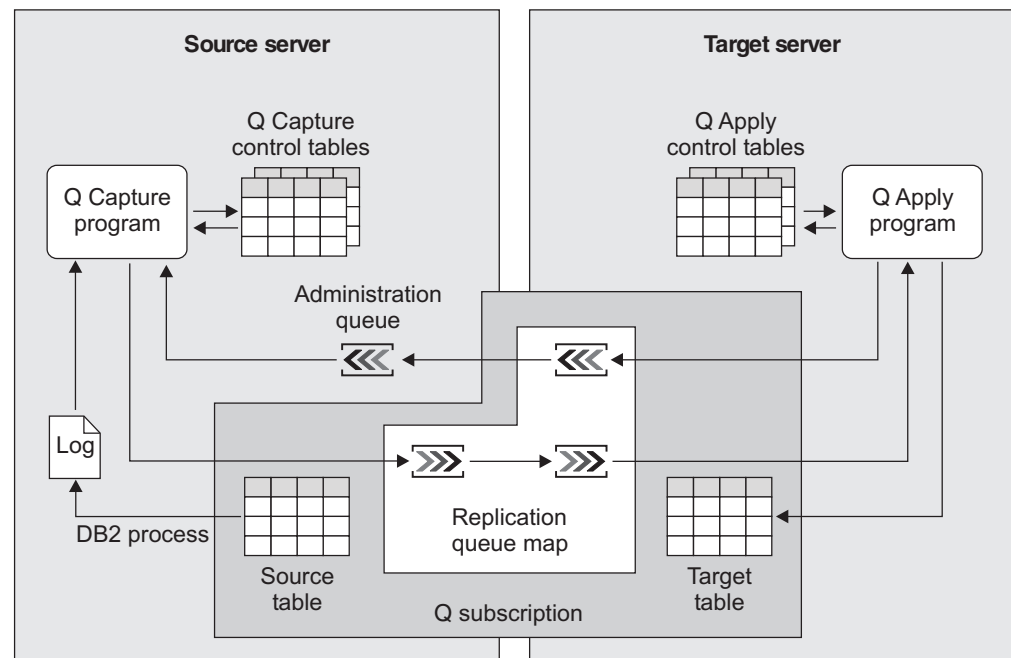 Source server
Target server
Q Capture
control tables
Q Apply
control tables
Q Capture
program
Q Apply
program
Administration
queue
Log
DB2 process
Replication
queue map
Source
table
Target
table
Q subscription